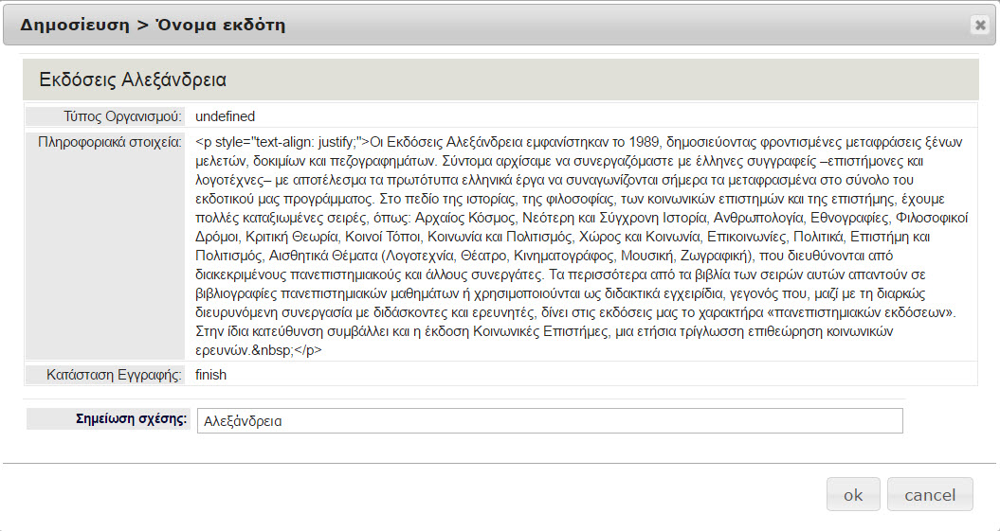 Δημοσίευση > Όνομα εκδότη
Εκδόσεις Αλεξάνδρεια
Τύπος Οργανισμού: undefined
Πληροφοριακά στοιχεία: <p style="text-align: justify;">Οι Εκδόσεις Αλεξάνδρεια εμφανίστηκαν το 1989, δημοσιεύοντας φροντισμένες μεταφράσεις ξένων
μελετών, δοκιμίων και πεζογραφημάτων. Σύντομα αρχίσαμε να συνεργαζόμαστε με έλληνες συγγραφείς –επιστήμονες και
λογοτέχνες– με αποτέλεσμα τα πρωτότυπα ελληνικά έργα να συναγωνίζονται σήμερα τα μεταφρασμένα στο σύνολο του
εκδοτικού μας προγράμματος. Στο πεδίο της ιστορίας, της φιλοσοφίας, των κοινωνικών επιστημών και της επιστήμης, έχουμε
πολλές καταξιωμένες σειρές, όπως: Αρχαίος Κόσμος, Νεότερη και Σύγχρονη Ιστορία, Ανθρωπολογία, Εθνογραφίες, Φιλοσοφικοί
Δρόμοι, Κριτική Θεωρία, Κοινοί Τόποι, Κοινωνία και Πολιτισμός, Χώρος και Κοινωνία, Επικοινωνίες, Πολιτικά, Επιστήμη και
Πολιτισμός, Αισθητικά Θέματα (Λογοτεχνία, Θέατρο, Κινηματογράφος, Μουσική, Ζωγραφική), που διευθύνονται από
διακεκριμένους πανεπιστημιακούς και άλλους συνεργάτες. Τα περισσότερα από τα βιβλία των σειρών αυτών απαντούν σε
βιβλιογραφίες πανεπιστημιακών μαθημάτων ή χρησιμοποιούνται ως διδακτικά εγχειρίδια, γεγονός που, μαζί με τη διαρκώς
διευρυνόμενη συνεργασία με διδάσκοντες και ερευνητές, δίνει στις εκδόσεις μας το χαρακτήρα «πανεπιστημιακών εκδόσεων».
Στην ίδια κατεύθυνση συμβάλλει και η έκδοση Κοινωνικές Επιστήμες, μια ετήσια τρίγλωσση επιθεώρηση κοινωνικών
ερευνών.&nbsp;</p>
Κατάσταση Εγγραφής: finish
Σημείωση σχέσης: Αλεξάνδρεια
ok cancel